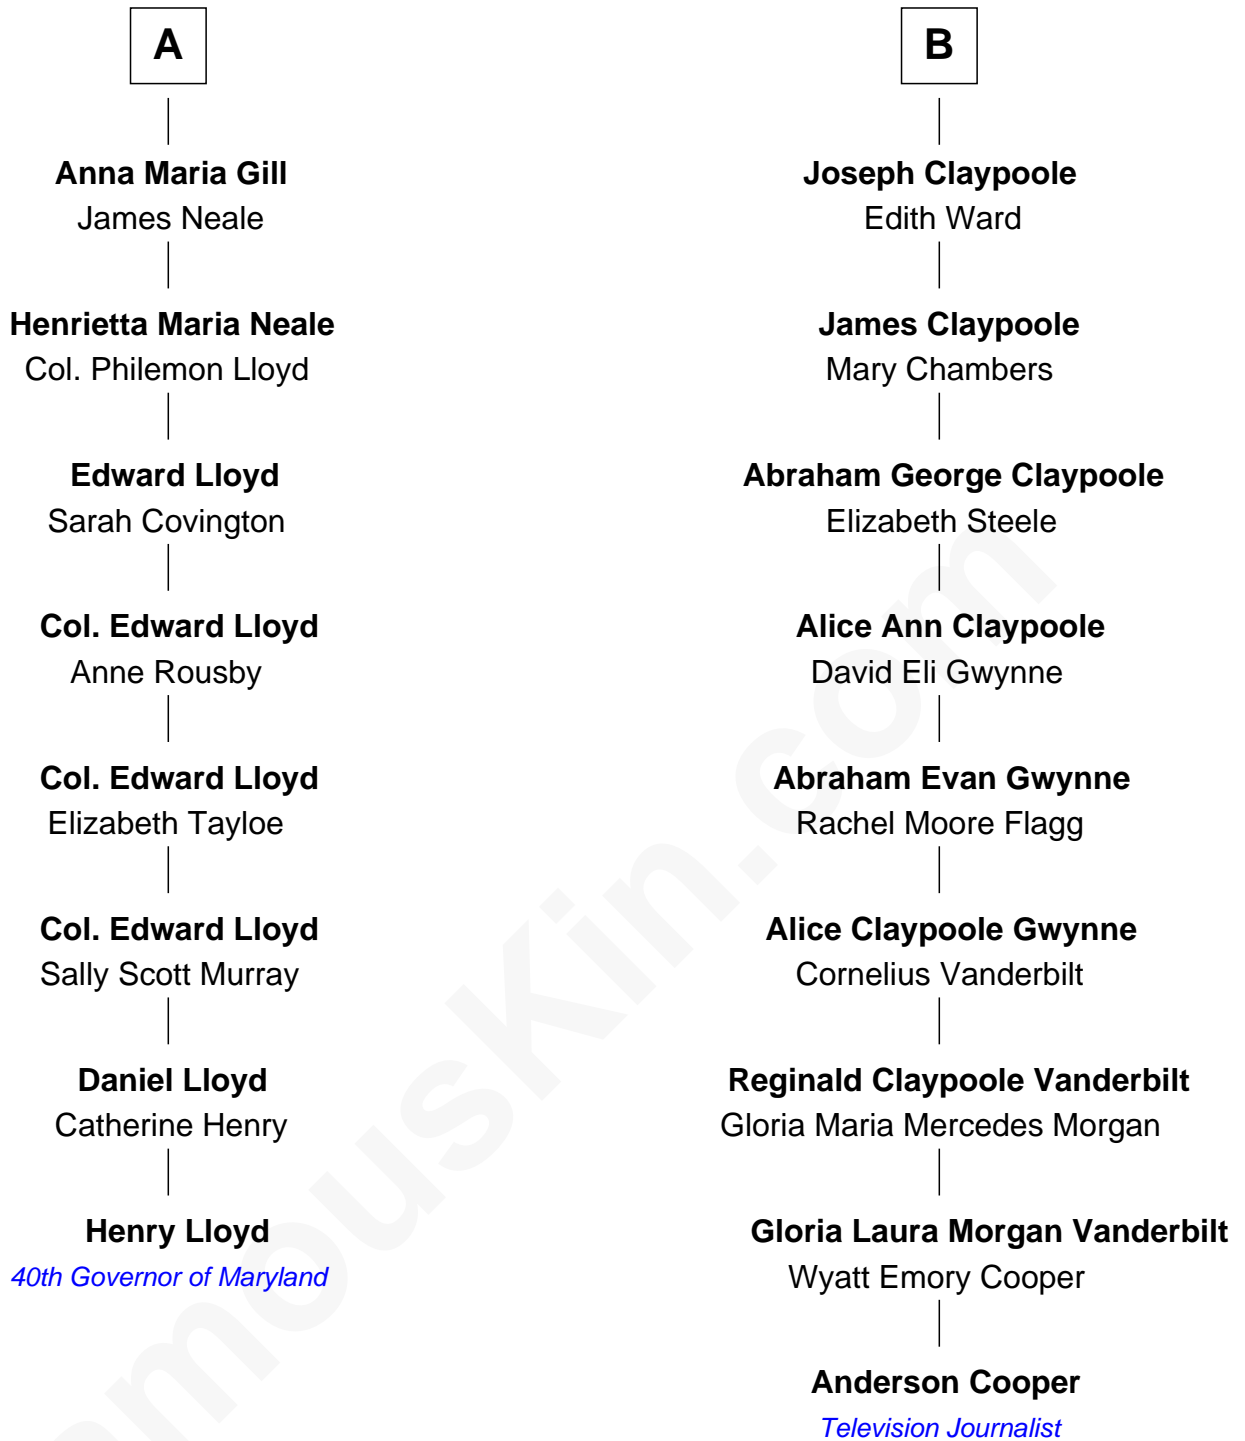 A
Anna Maria Gill
James Neale
Henrietta Maria Neale
Col. Philemon Lloyd
Edward Lloyd
Sarah Covington
Col. Edward Lloyd
Anne Rousby
Col. Edward Lloyd
Elizabeth Tayloe
Col. Edward Lloyd
Sally Scott Murray
Daniel Lloyd
Catherine Henry
Henry Lloyd
40th Governor of Maryland
B
Joseph Claypoole
Edith Ward
James Claypoole
Mary Chambers
Abraham George Claypoole
Elizabeth Steele
Alice Ann Claypoole
David Eli Gwynne
Abraham Evan Gwynne
Rachel Moore Flagg
Alice Claypoole Gwynne
Cornelius Vanderbilt
Reginald Claypoole Vanderbilt
Gloria Maria Mercedes Morgan
Gloria Laura Morgan Vanderbilt
Wyatt Emory Cooper
Anderson Cooper
Television Journalist
amousKin.com